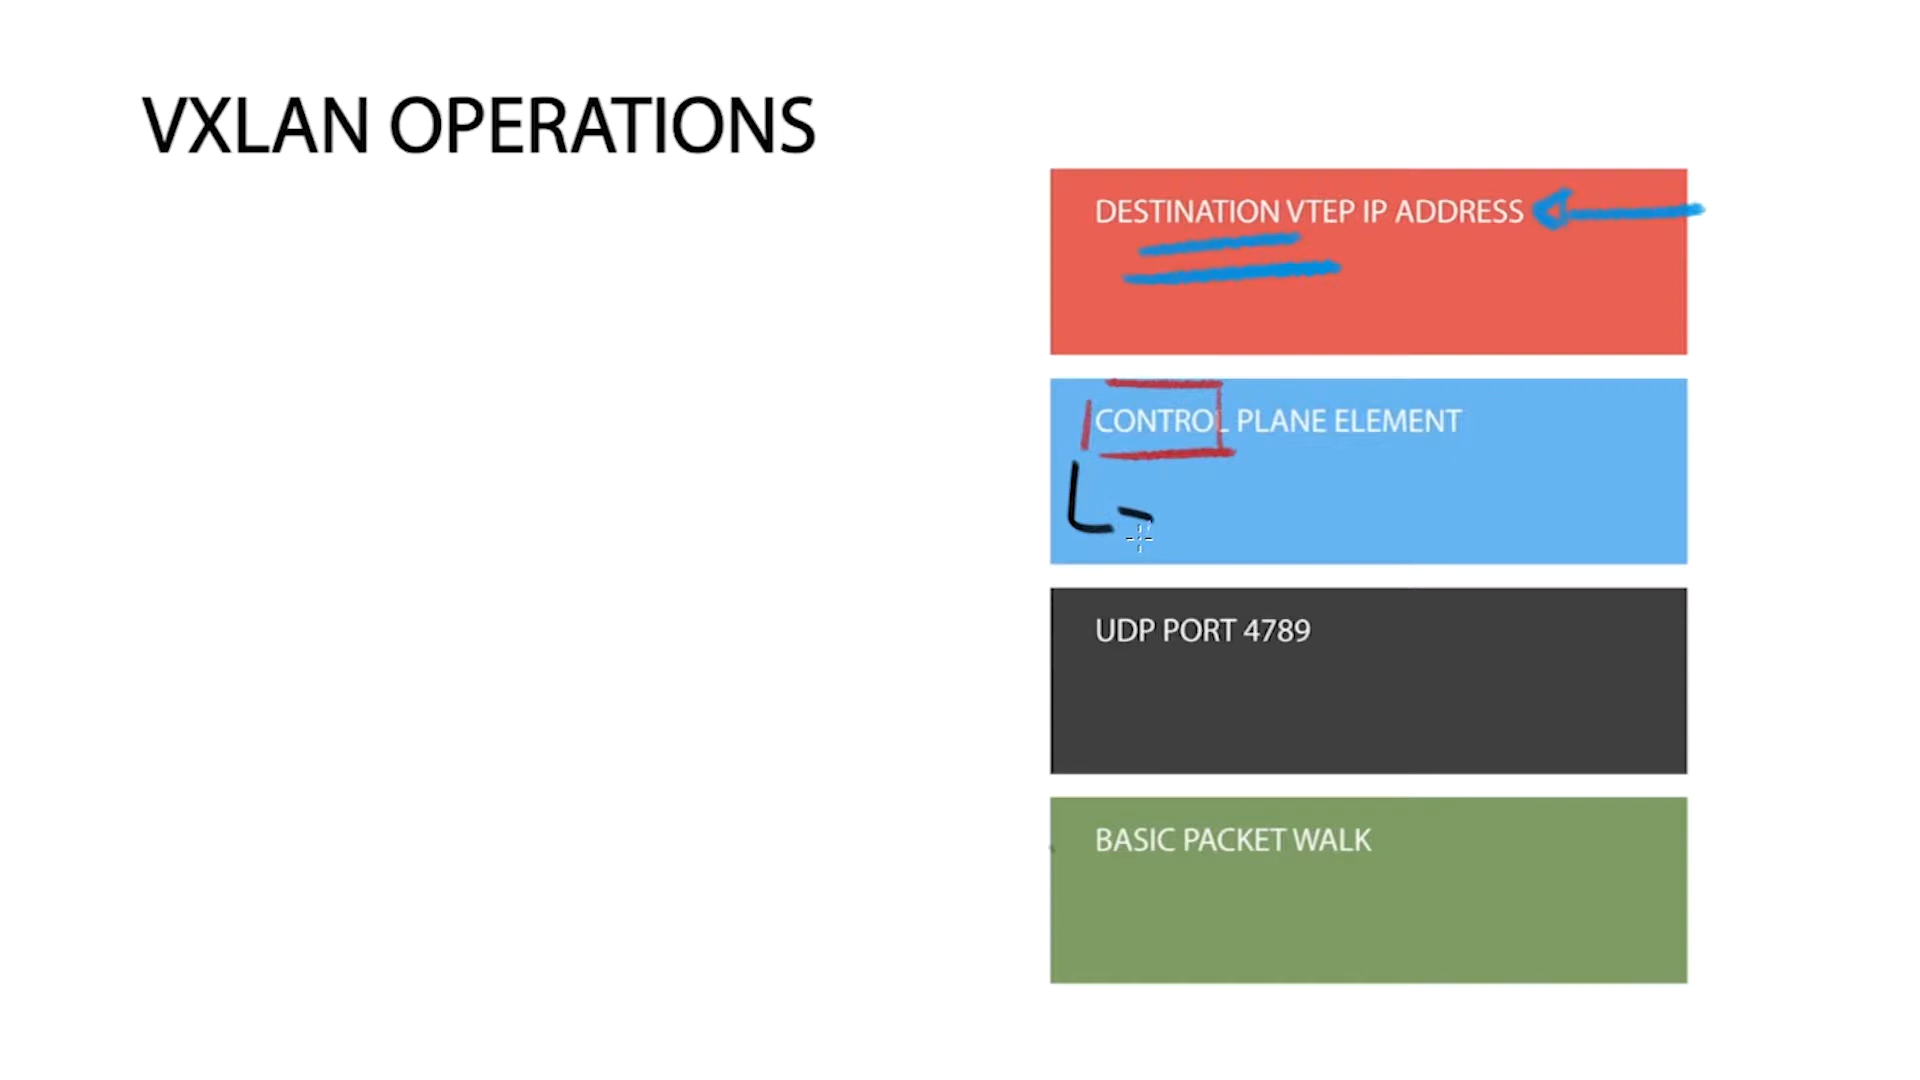 VXLAN OPERATIONS
DESTINATION VTEP IP ADDRESS
CONTROL PLANE ELEMENT
UDP PORT 4789
BASIC PACKET WALK